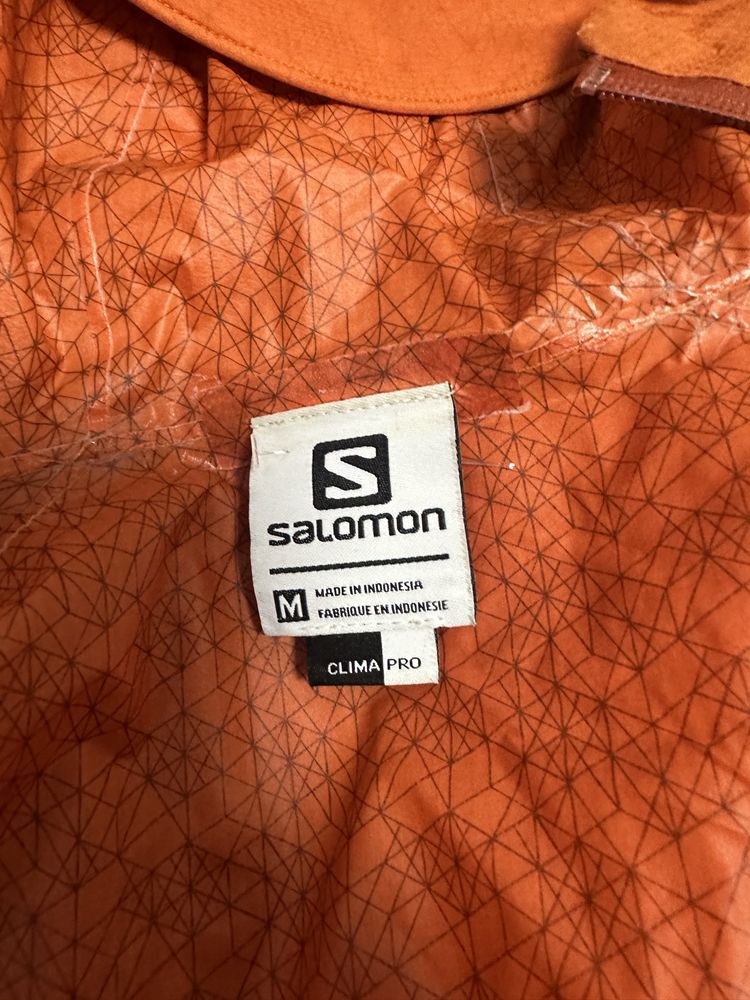 S
SALOMON
M
MADE IN INDONESIA
FABRIQUE EN INDONESIE
CLIMA PRO